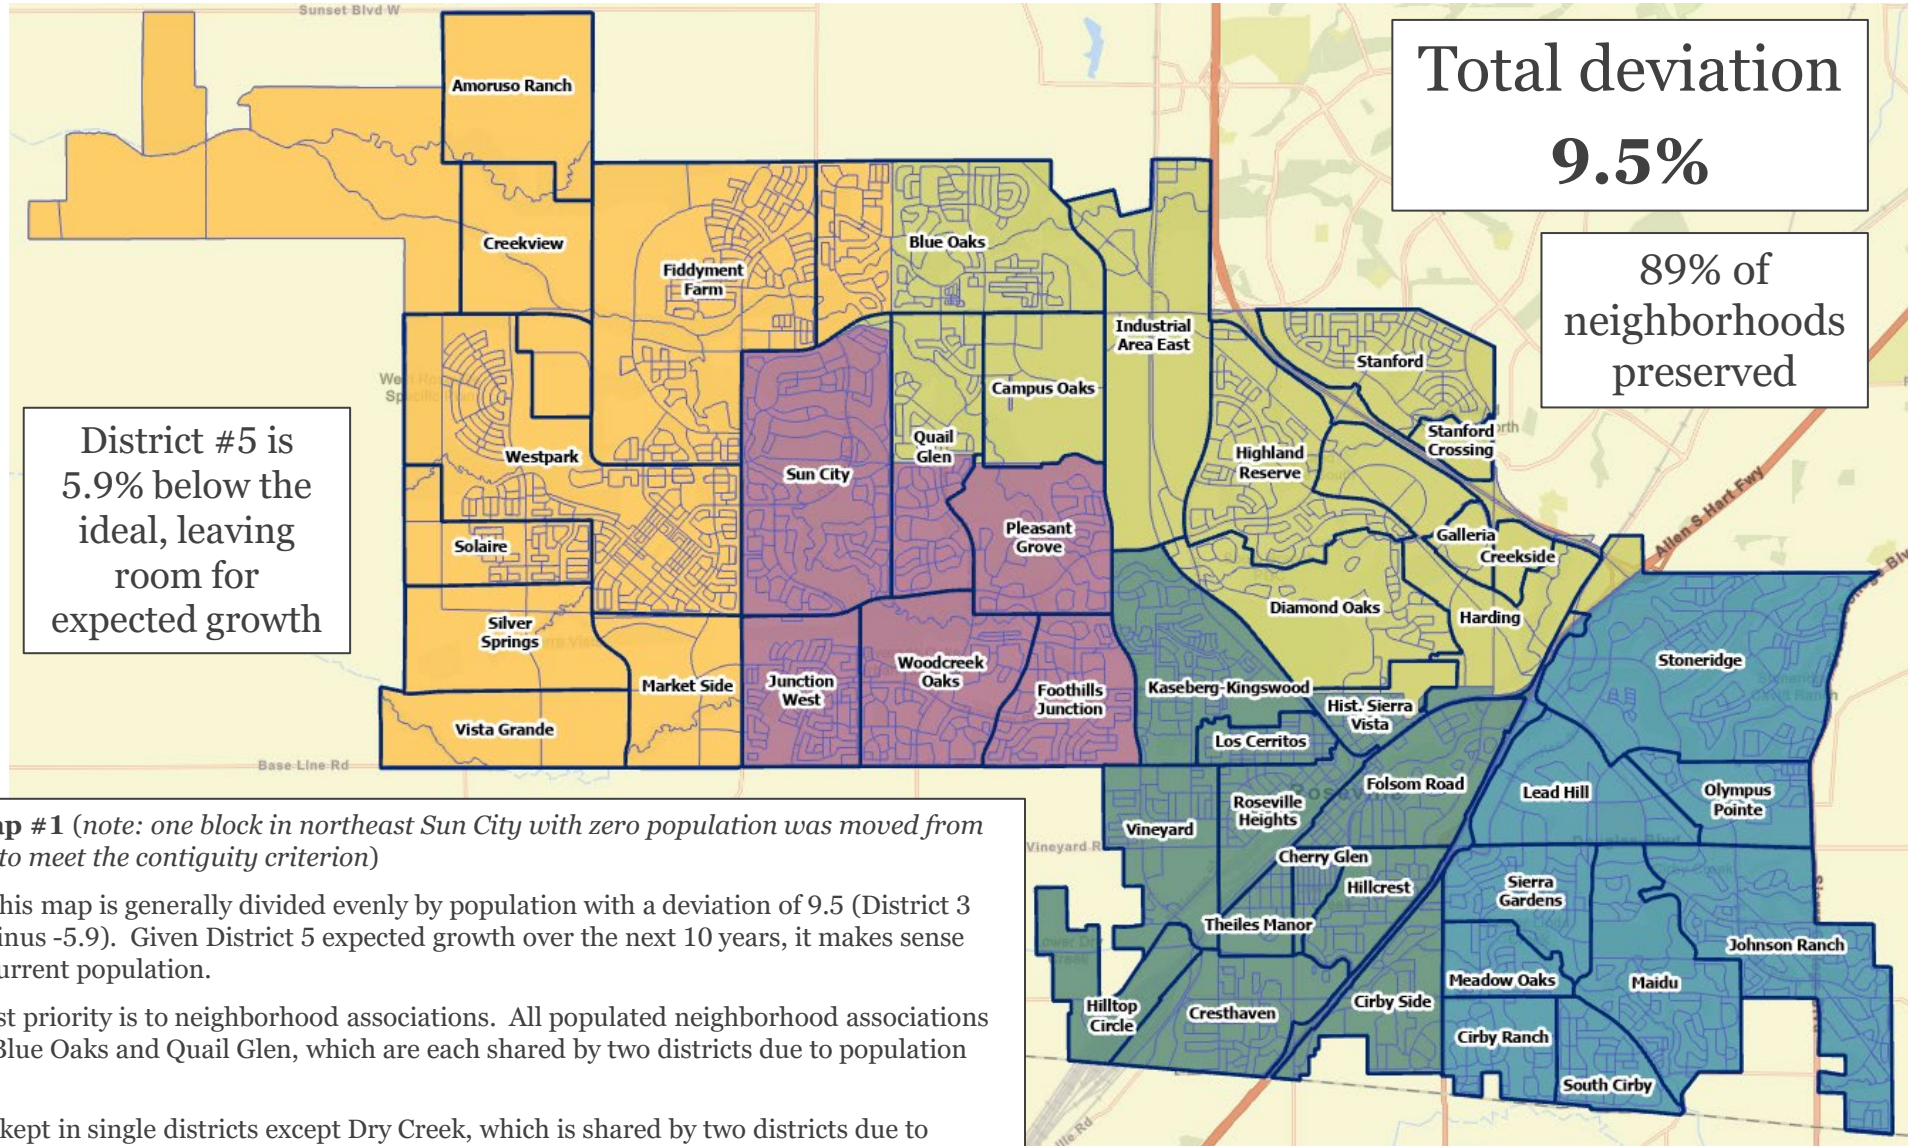 Sunset Blvd W
Total deviation
9.5%
89% of
neighborhoods
preserved
District #5 is
5.9% below the
ideal, leaving
room for
expected growth
Amoruso Ranch
Creekview
Fiddyment
Farm
Blue Oaks
Industrial
Area East
Stanford
Campus Oaks
Stanford
Crossing
Quail
Glen
Highland
Reserve
Westpark
Sun City
Pleasant
Grove
Galleria
Creekside
Allen S Hart Fwy
Solaire
Diamond Oaks
Harding
Silver
Springs
Stoneridge
Market Side
Junction
West
Woodcreek
Oaks
Foothills
Junction
Kaseberg-Kingswood
Hist. Sierra
Vista
Vista Grande
Los Cerritos
Base Line Rd
Folsom Road
Lead Hill
Olympus
Pointe
Roseville
Roseville
Heights
Vineyard
Vineyard R
Douglas Blvd
Cherry Glen
Hillcrest
Sierra
Gardens
Theiles Manor
Johnson Ranch
Meadow Oaks
Maidu
Hilltop
Circle
Cresthaven
Cirby Side
Cirby Ranch
South Cirby
ap #1 (note: one block in northeast Sun City with zero population was moved from
to meet the contiguity criterion)
his map is generally divided evenly by population with a deviation of 9.5 (District 3
inus -5.9). Given District 5 expected growth over the next 10 years, it makes sense
urrent population.
st priority is to neighborhood associations. All populated neighborhood associations
Blue Oaks and Quail Glen, which are each shared by two districts due to population
kept in single districts except Dry Creek, which is shared by two districts due to